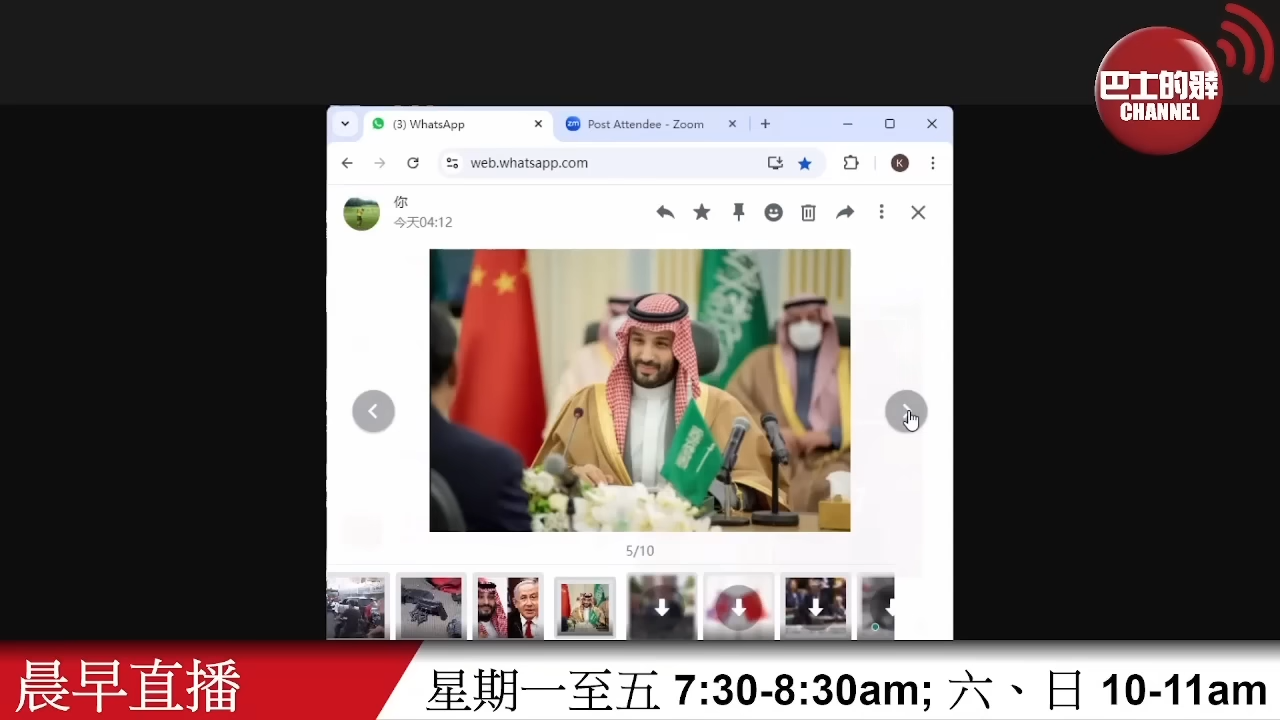 巴士的報
CHANNEL
(3) WhatsApp
zm
Post Attendee - Zoom
web.whatsapp.com
K
你
今天04:12
5/10
晨早直播
星期一至五 7:30-8:30am; 六、日 10-11am